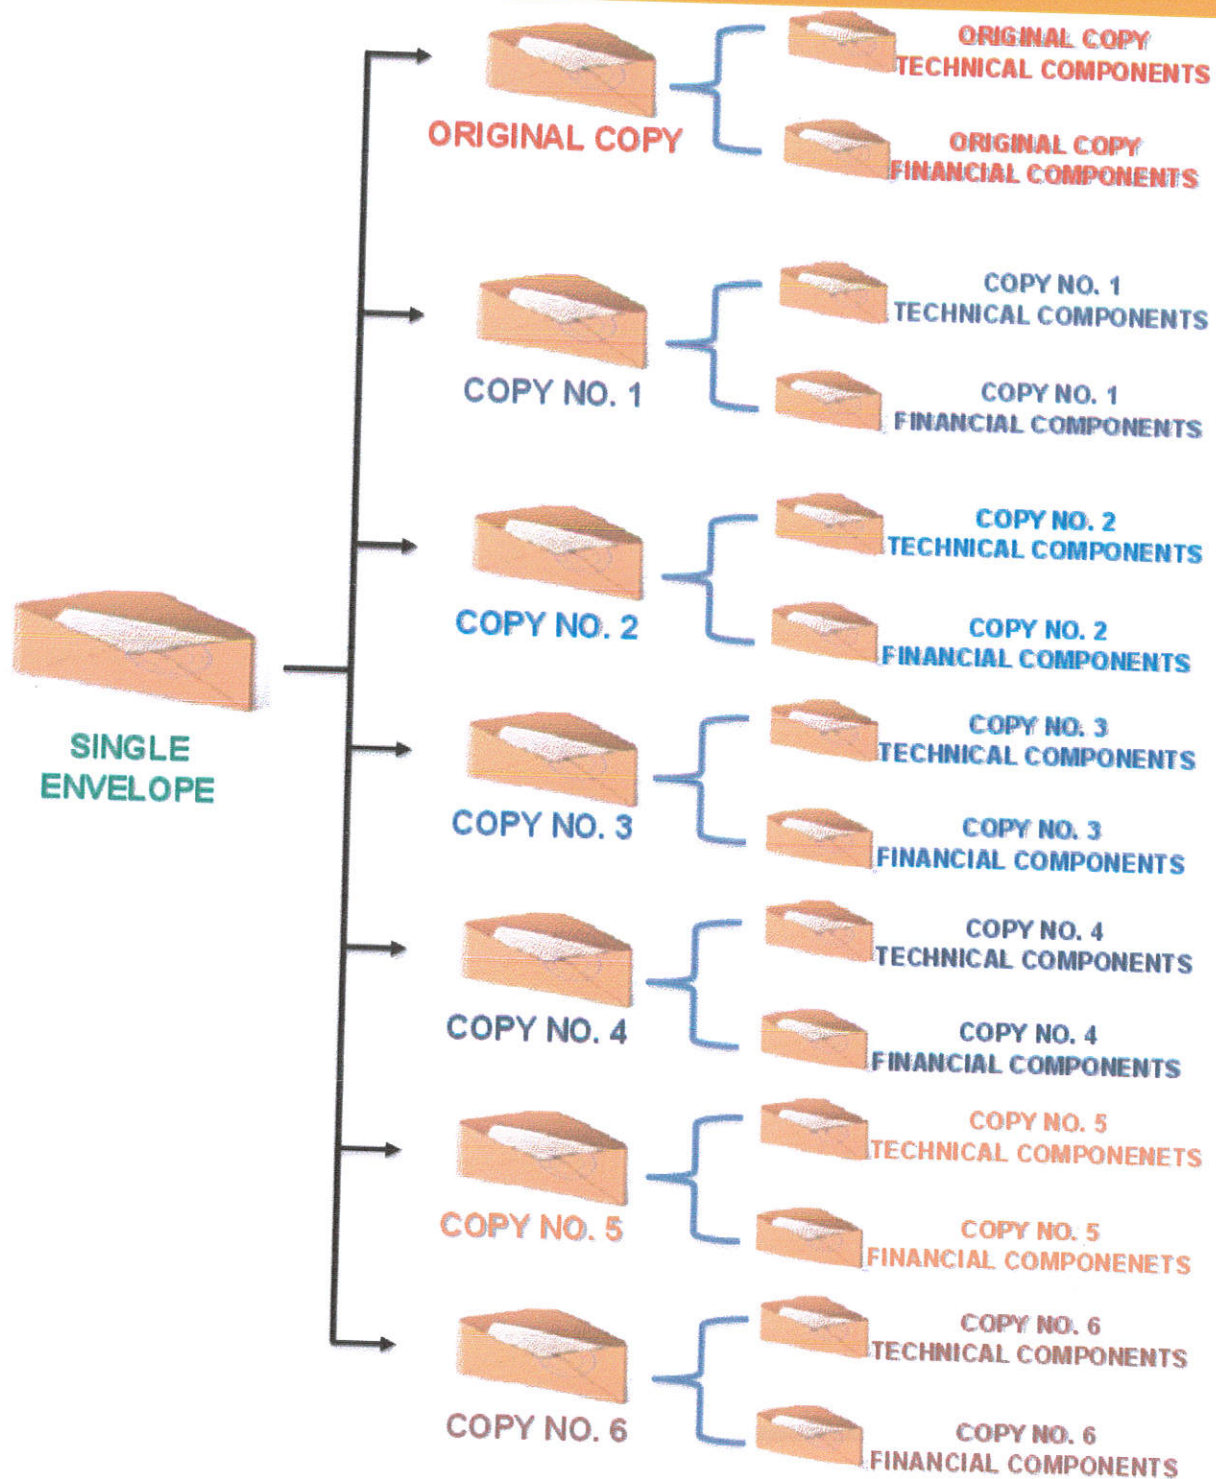 SINGLE
ENVELOPE
ORIGINAL COPY
ORIGINAL COPY
TECHNICAL COMPONENTS
ORIGINAL COPY
FINANCIAL COMPONENTS
COPY NO. 1
COPY NO. 1
TECHNICAL COMPONENTS
COPY NO. 1
FINANCIAL COMPONENTS
COPY NO. 2
COPY NO. 2
TECHNICAL COMPONENTS
COPY NO. 2
FINANCIAL COMPONENTS
COPY NO. 3
COPY NO. 3
TECHNICAL COMPONENTS
COPY NO. 3
FINANCIAL COMPONENTS
COPY NO. 4
COPY NO. 4
TECHNICAL COMPONENTS
COPY NO. 4
FINANCIAL COMPONENTS
COPY NO. 5
COPY NO. 5
TECHNICAL COMPONENETS
COPY NO. 5
FINANCIAL COMPONENETS
COPY NO. 6
COPY NO. 6
TECHNICAL COMPONENTS
COPY NO. 6
FINANCIAL COMPONENTS